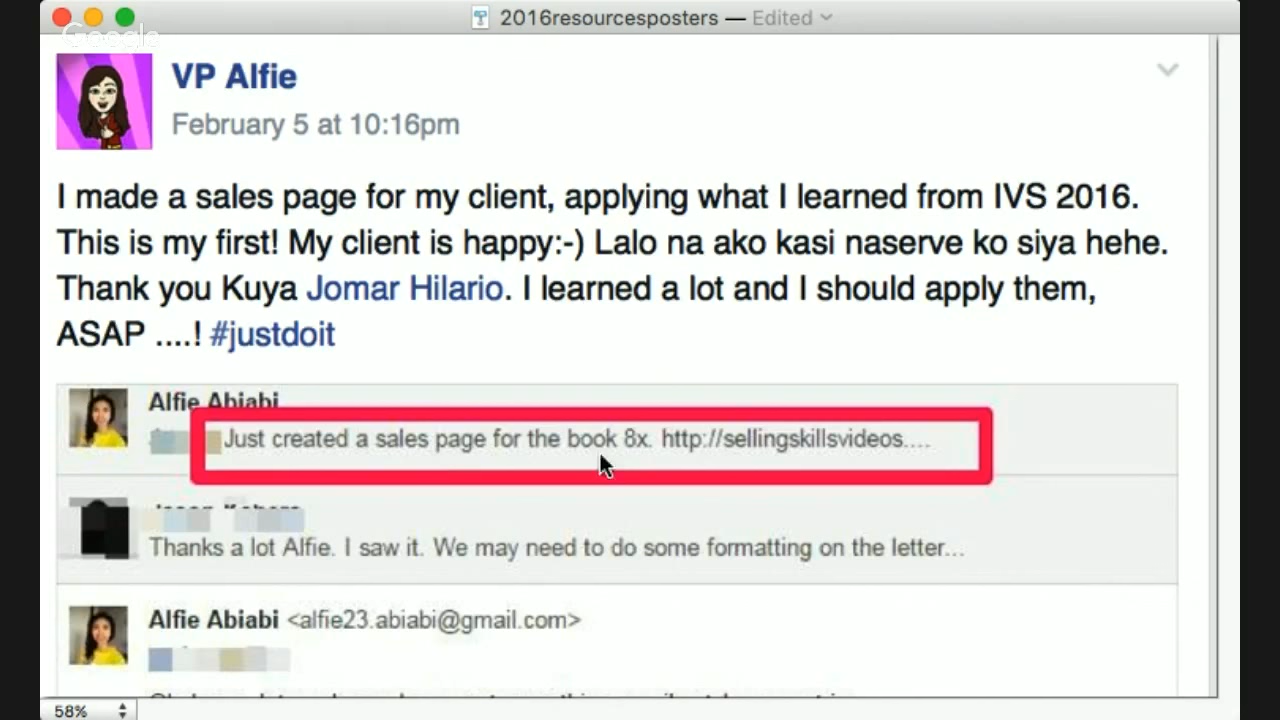 2016resourcesposters — Edited
Google
VP Alfie
February 5 at 10:16pm
I made a sales page for my client, applying what I learned from IVS 2016.
This is my first! My client is happy:-) Lalo na ako kasi naserve ko siya hehe.
Thank you Kuya Jomar Hilario. I learned a lot and I should apply them,
ASAP ....! #justdoit
Alfie Abiabi
Just created a sales page for the book 8x. http://sellingskillsvideos....
Thanks a lot Alfie. I saw it. We may need to do some formatting on the letter...
Alfie Abiabi <alfie23.abiabi@gmail.com>
58%